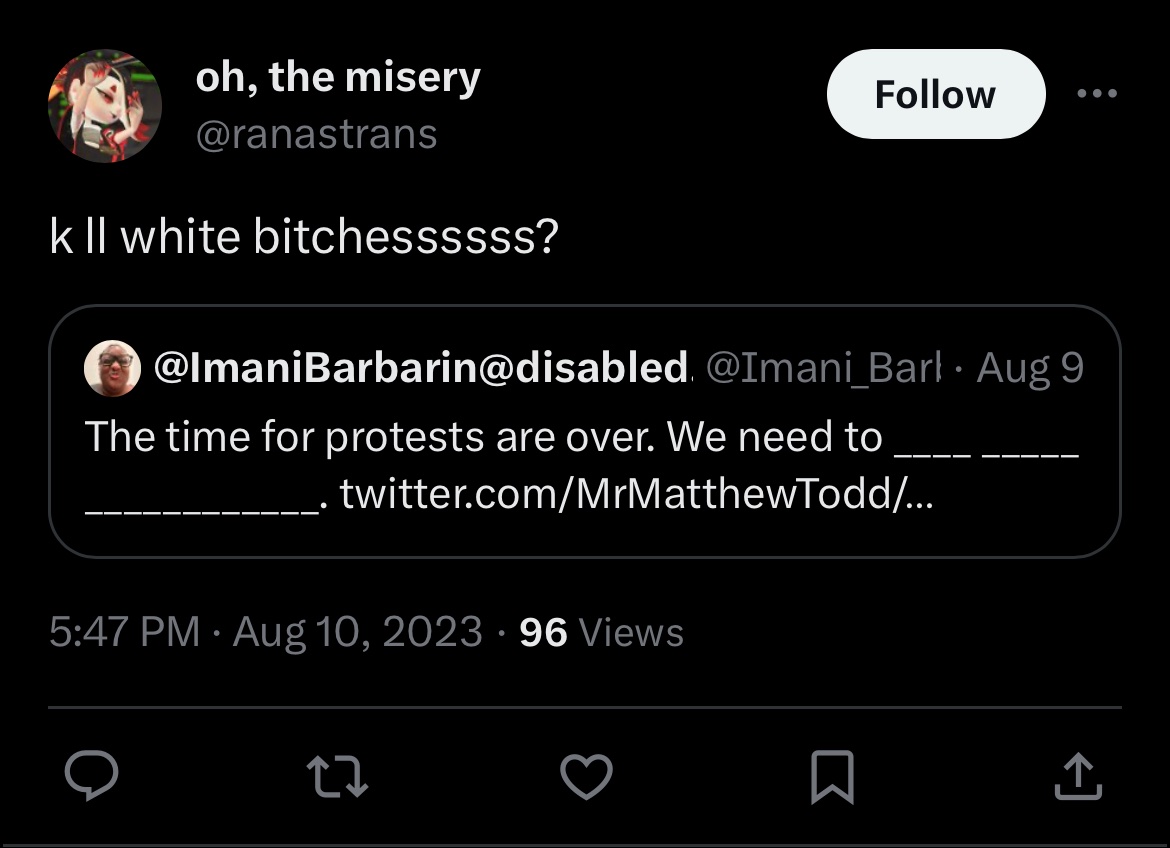 oh, the misery
@ranastrans
Follow
k ll white bitchessssss?
@ImaniBarbarin@disabled. @Imani_Barl · Aug 9
The time for protests are over. We need to ____ _____
____________. twitter.com/MrMatthewTodd/...
5:47 PM · Aug 10, 2023 · 96 Views